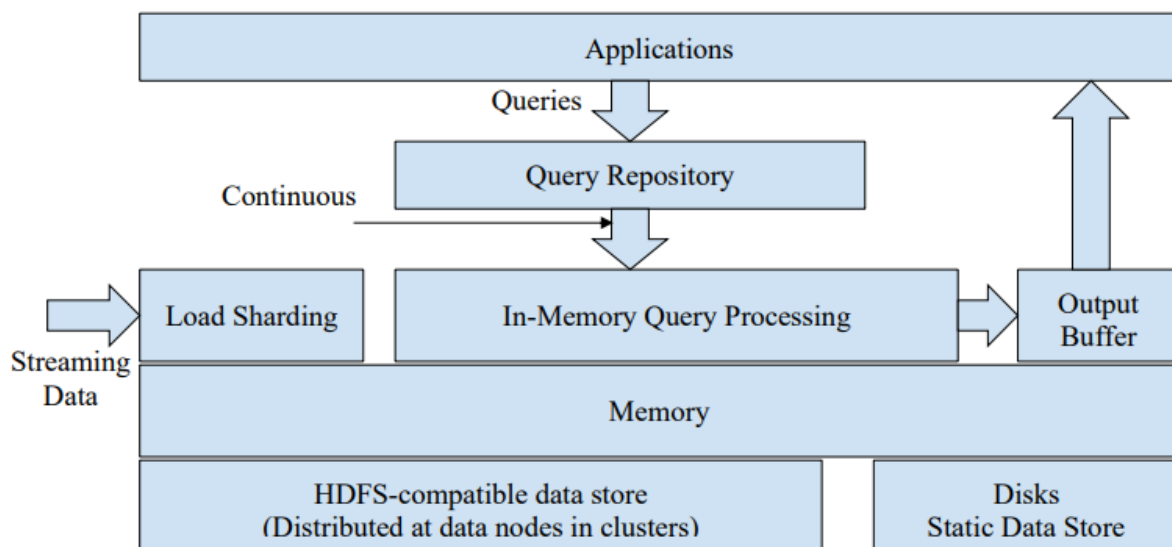 Applications
Queries
Query Repository
Continuous
Load Sharding
In-Memory Query Processing
Output
Buffer
Streaming
Data
Memory
HDFS-compatible data store
(Distributed at data nodes in clusters)
Disks
Static Data Store